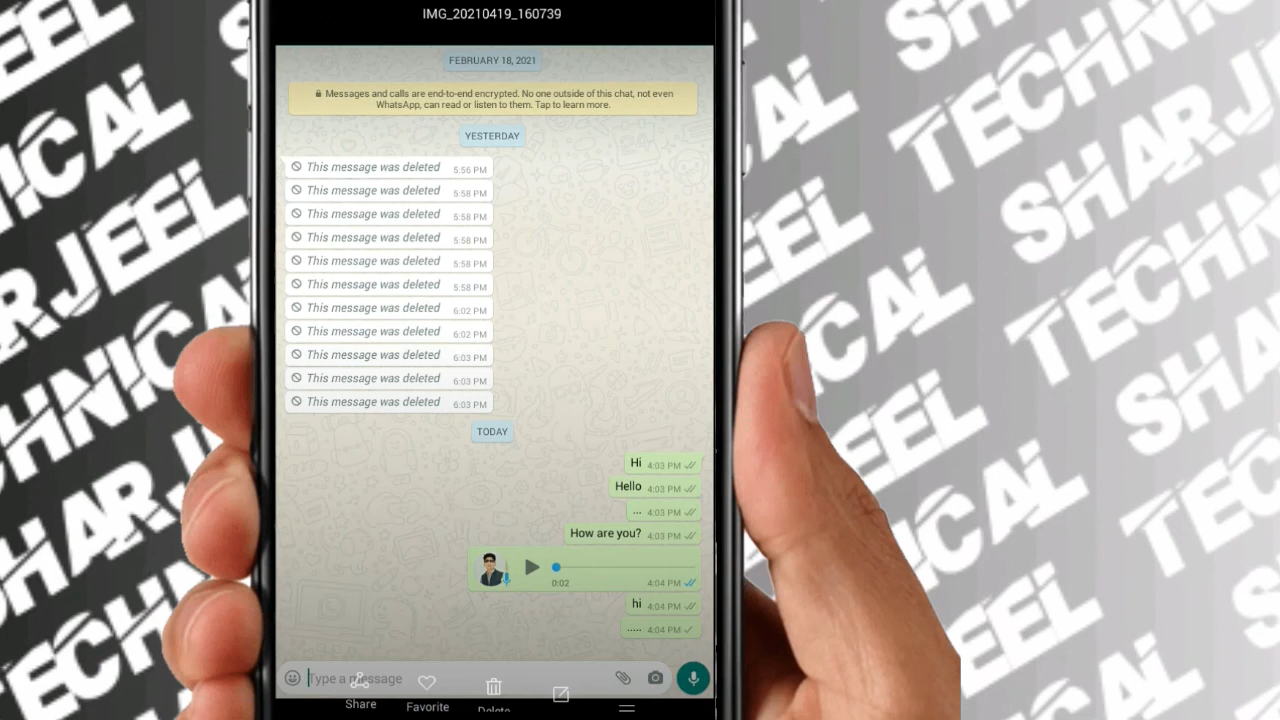 IMG_20210419_160739
FEBRUARY 18, 2021
Messages and calls are end-to-end encrypted. No one outside of this chat, not even
WhatsApp, can read or listen to them. Tap to learn more.
YESTERDAY
This message was deleted 5:56 PM
This message was deleted 5:58 PM
This message was deleted 5:58 PM
This message was deleted 5:58 PM
This message was deleted 5:58 PM
This message was deleted 5:58 PM
This message was deleted 6:02 PM
This message was deleted 6:02 PM
This message was deleted 6:03 PM
This message was deleted 6:03 PM
This message was deleted 6:03 PM
TODAY
Hi 4:03 PM
Hello 4:03 PM
... 4:03 PM
How are you? 4:03 PM
0:02 4:04 PM
hi 4:04 PM
..... 4:04 PM
Type a message
Share Favorite Delete
TECHNICAL
SHARJEEL